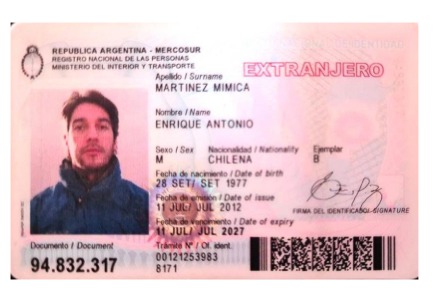 REPUBLICA ARGENTINA - MERCOSUR
REGISTRO NACIONAL DE LAS PERSONAS
MINISTERIO DEL INTERIOR Y TRANSPORTE
EXTRANJERO
Apellido / Surname
MARTINEZ MIMICA
Nombre / Name
ENRIQUE ANTONIO
Sexo / Sex Nacionalidad / Nationality Ejemplar
M CHILENA B
Fecha de nacimiento / Date of birth
28 SET/ SET 1977
Fecha de emisión / Date of issue
11 JUL/ JUL 2012
FIRMA DEL IDENTIFICADO / SIGNATURE
Fecha de vencimiento / Date of expiry
11 JUL/ JUL 2027
Documento / Document
94.832.317
Trámite Nº / Of. ident.
00121253983
8171